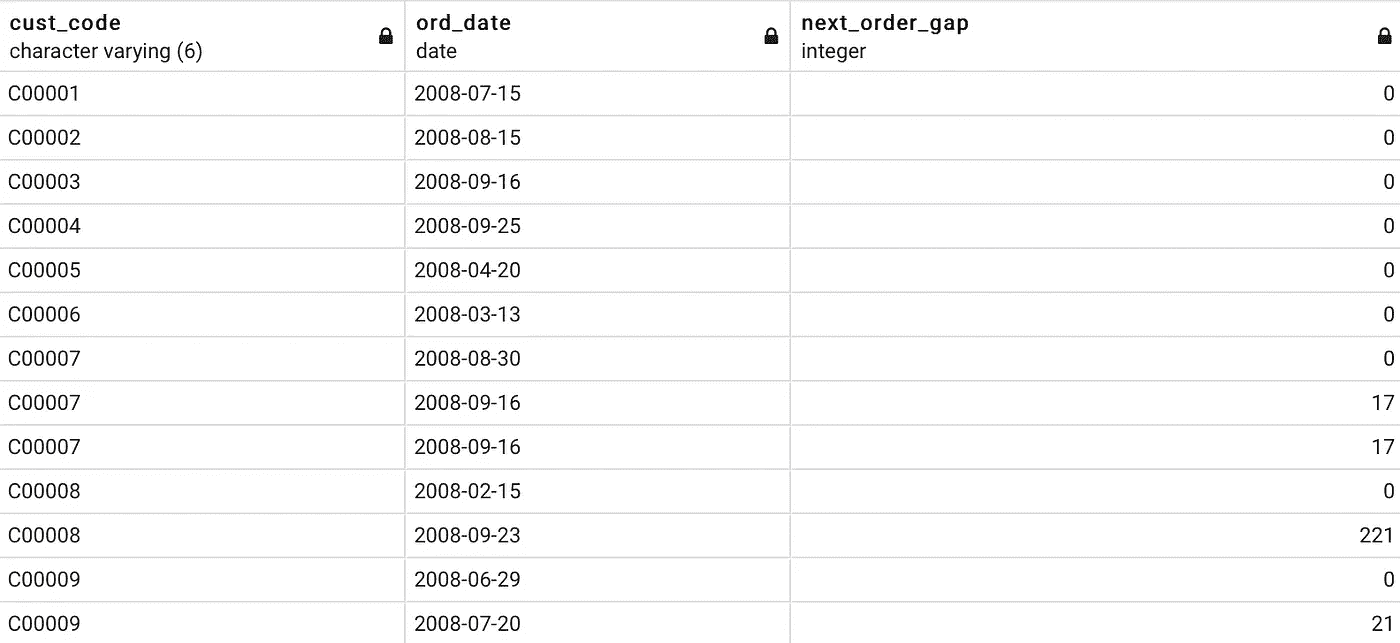 cust_code ord_date next_order_gap
character varying (6) date integer
C00001 2008-07-15 0
C00002 2008-08-15 0
C00003 2008-09-16 0
C00004 2008-09-25 0
C00005 2008-04-20 0
C00006 2008-03-13 0
C00007 2008-08-30 0
C00007 2008-09-16 17
C00007 2008-09-16 17
C00008 2008-02-15 0
C00008 2008-09-23 221
C00009 2008-06-29 0
C00009 2008-07-20 21